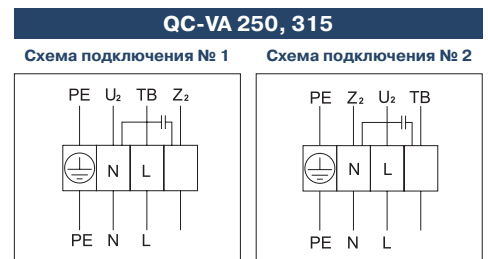 QC-VA 250, 315
Схема подключения № 1
Схема подключения № 2
PE U₂ TB Z₂
N L
PE N L
PE Z₂ U₂ TB
N L
PE N L